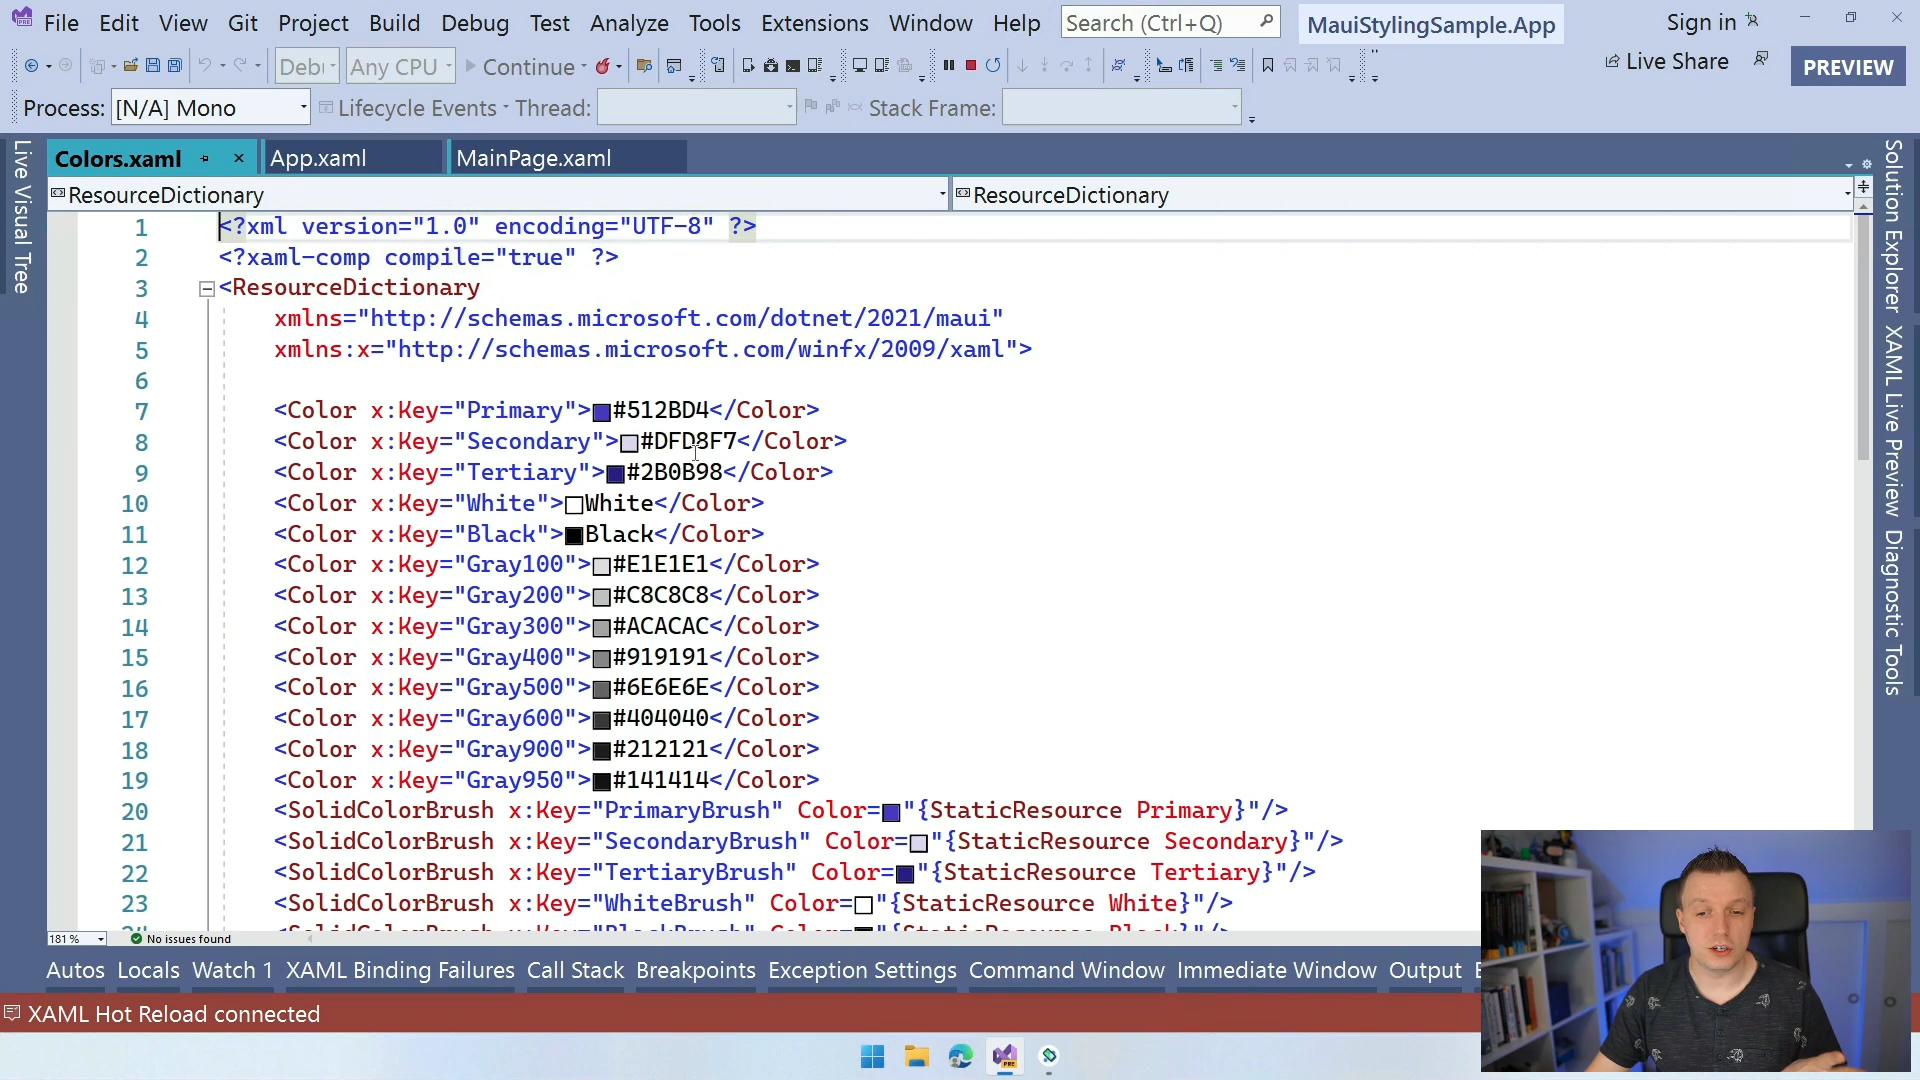 File Edit View Git Project Build Debug Test Analyze Tools Extensions Window Help Search (Ctrl+Q) MauiStylingSample.App Sign in
Any CPU Continue Live Share PREVIEW
Process: [N/A] Mono Lifecycle Events Thread: Stack Frame:
Live Visual Tree
Colors.xaml App.xaml MainPage.xaml
ResourceDictionary ResourceDictionary
1 <?xml version="1.0" encoding="UTF-8" ?>
2 <?xaml-comp compile="true" ?>
3 <ResourceDictionary
4 xmlns="http://schemas.microsoft.com/dotnet/2021/maui"
5 xmlns:x="http://schemas.microsoft.com/winfx/2009/xaml">
6
7 <Color x:Key="Primary">#512BD4</Color>
8 <Color x:Key="Secondary">#DFD8F7</Color>
9 <Color x:Key="Tertiary">#2B0B98</Color>
10 <Color x:Key="White">White</Color>
11 <Color x:Key="Black">Black</Color>
12 <Color x:Key="Gray100">#E1E1E1</Color>
13 <Color x:Key="Gray200">#C8C8C8</Color>
14 <Color x:Key="Gray300">#ACACAC</Color>
15 <Color x:Key="Gray400">#919191</Color>
16 <Color x:Key="Gray500">#6E6E6E</Color>
17 <Color x:Key="Gray600">#404040</Color>
18 <Color x:Key="Gray900">#212121</Color>
19 <Color x:Key="Gray950">#141414</Color>
20 <SolidColorBrush x:Key="PrimaryBrush" Color="{StaticResource Primary}"/>
21 <SolidColorBrush x:Key="SecondaryBrush" Color="{StaticResource Secondary}"/>
22 <SolidColorBrush x:Key="TertiaryBrush" Color="{StaticResource Tertiary}"/>
23 <SolidColorBrush x:Key="WhiteBrush" Color="{StaticResource White}"/>
Solution Explorer
XAML Live Preview
Diagnostic Tools
181 % No issues found
Autos Locals Watch 1 XAML Binding Failures Call Stack Breakpoints Exception Settings Command Window Immediate Window Output
XAML Hot Reload connected